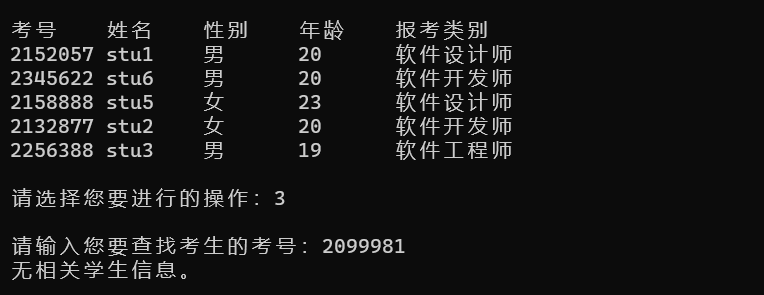 考号 姓名 性别 年龄 报考类别
2152057 stu1 男 20 软件设计师
2345622 stu6 男 20 软件开发师
2158888 stu5 女 23 软件设计师
2132877 stu2 女 20 软件开发师
2256388 stu3 男 19 软件工程师
请选择您要进行的操作: 3
请输入您要查找考生的考号: 2099981
无相关学生信息。